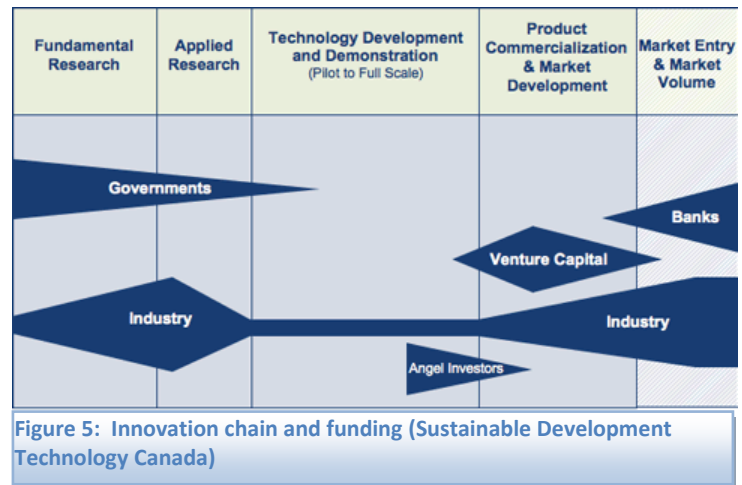 Fundamental
Research
Applied
Research
Technology Development
and Demonstration
(Pilot to Full Scale)
Product
Commercialization
& Market
Development
Market Entry
& Market
Volume
Governments
Banks
Venture Capital
Industry
Industry
Angel Investors
Figure 5: Innovation chain and funding (Sustainable Development
Technology Canada)